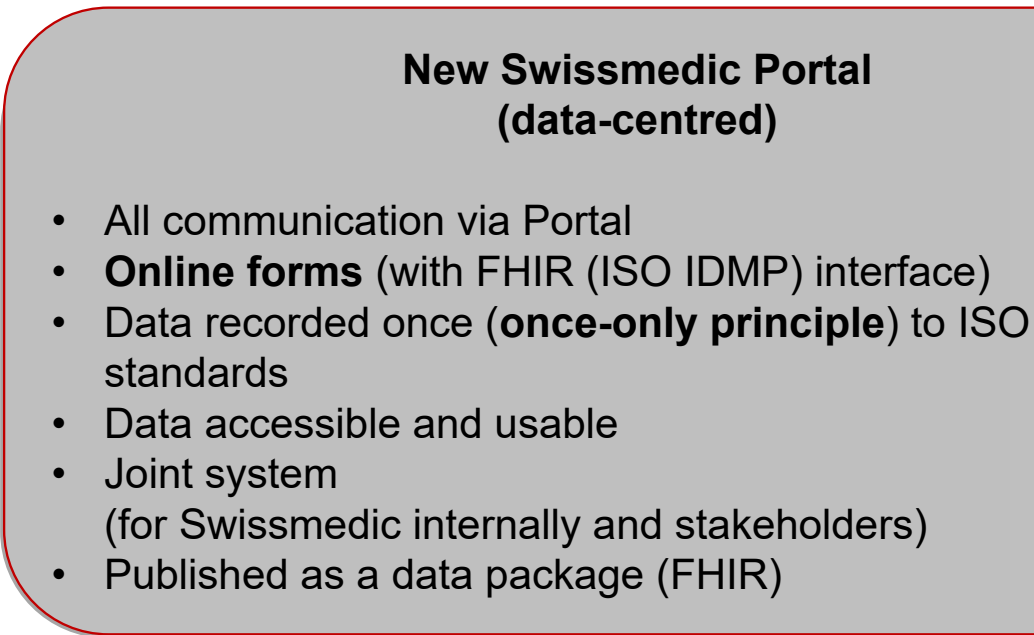 New Swissmedic Portal
(data-centred)
• All communication via Portal
• Online forms (with FHIR (ISO IDMP) interface)
• Data recorded once (once-only principle) to ISO
standards
• Data accessible and usable
• Joint system
(for Swissmedic internally and stakeholders)
• Published as a data package (FHIR)